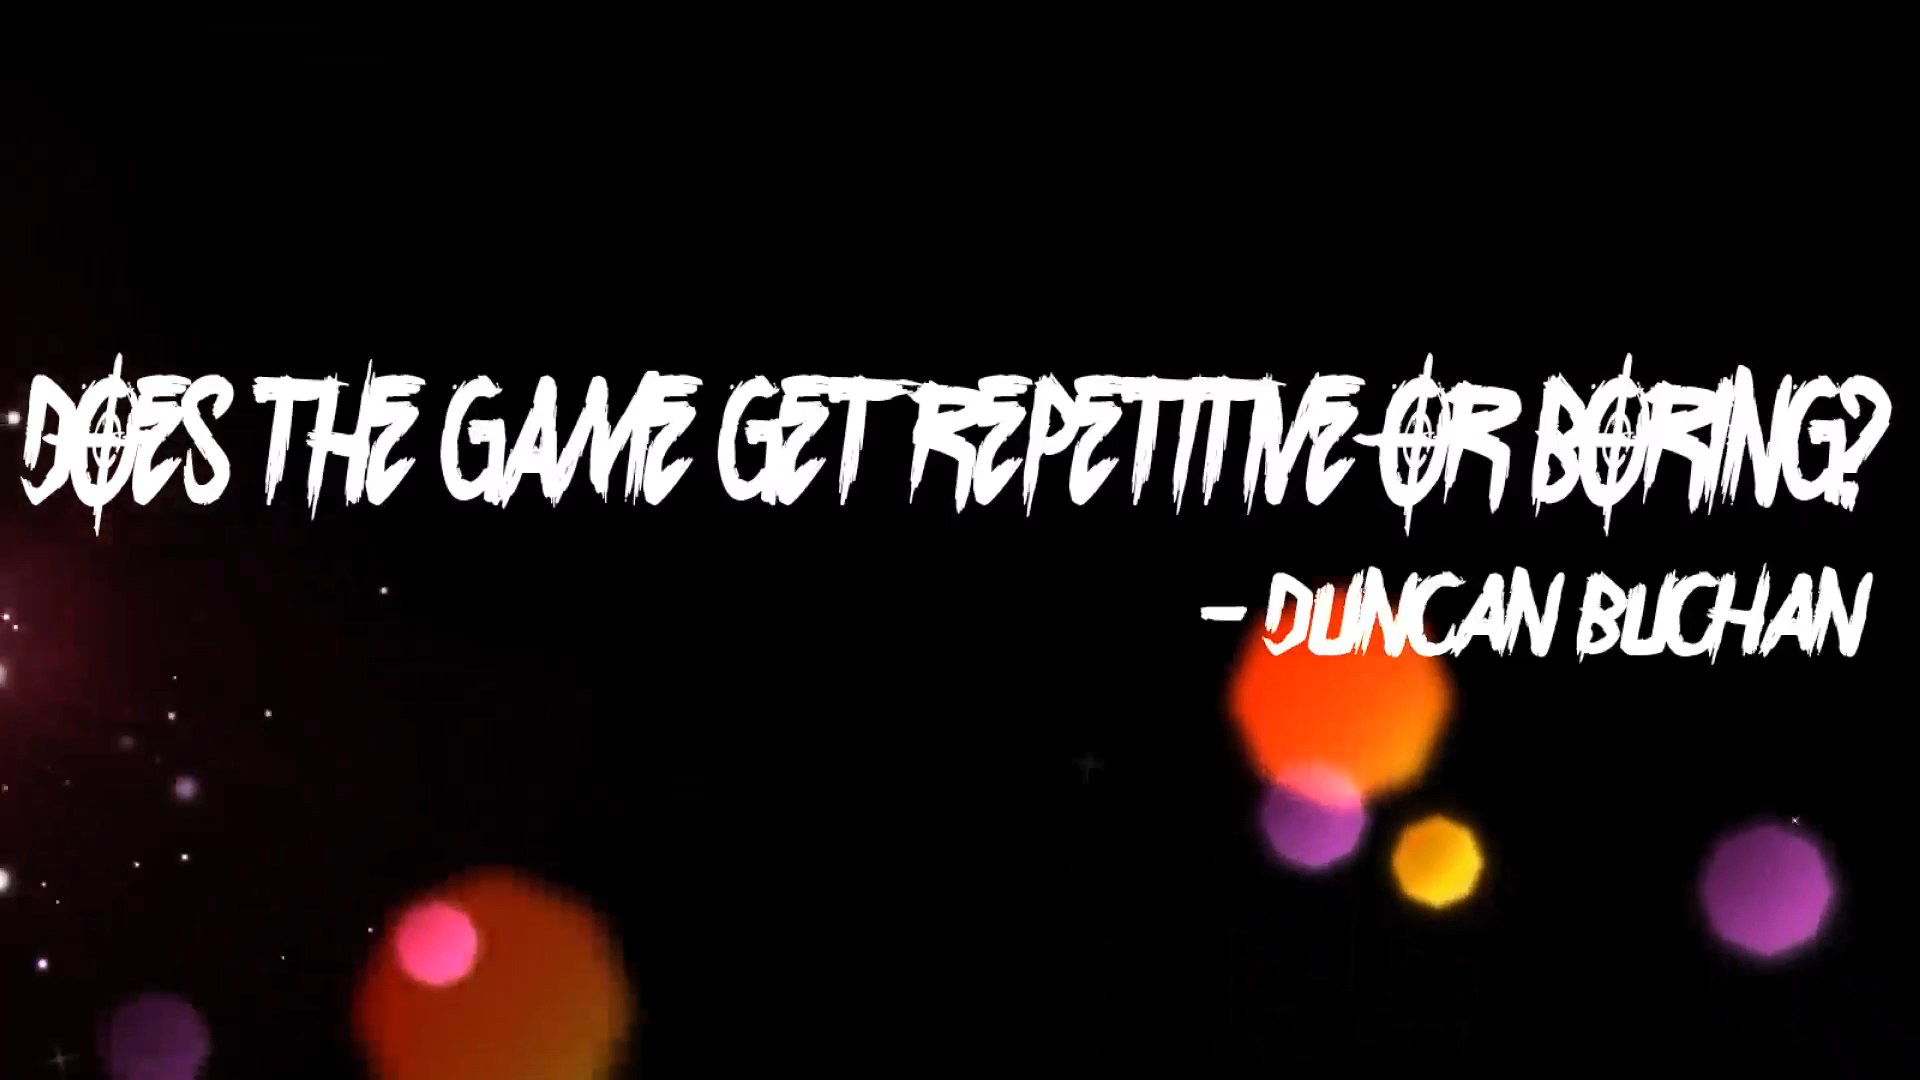 DOES THE GAME GET REPETITIVE OR BORING?
- DUNCAN BUCHAN